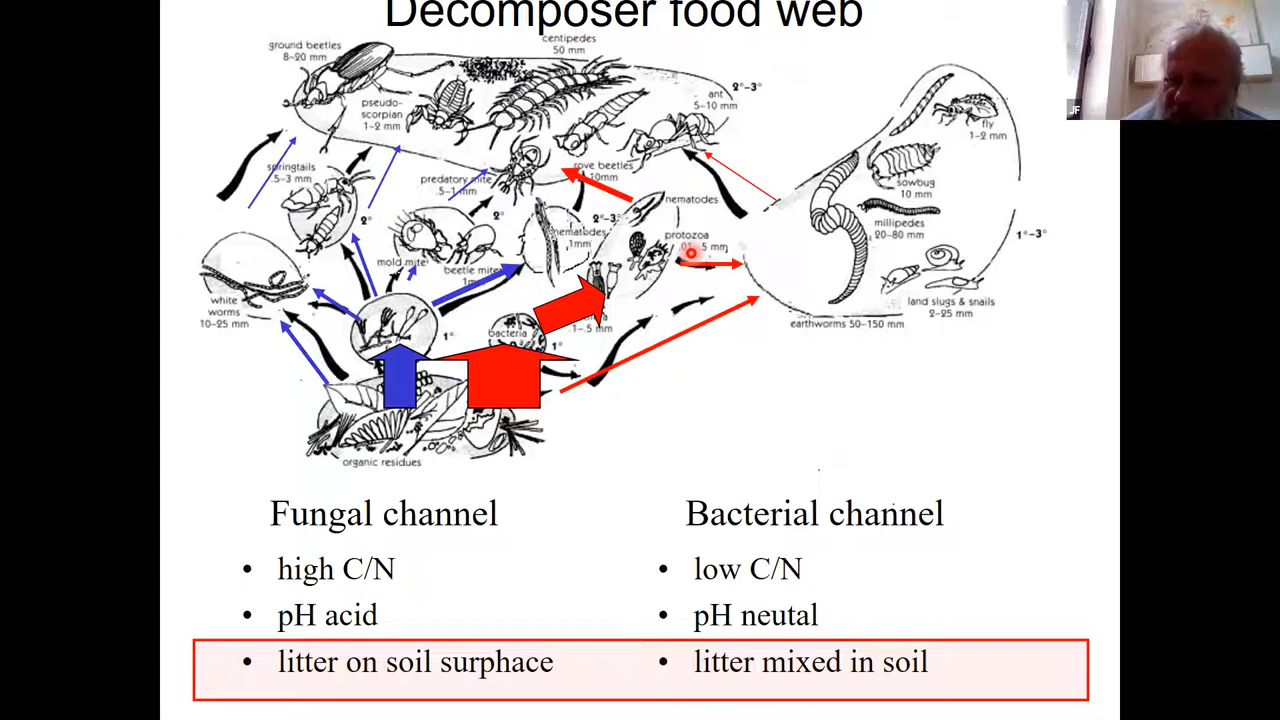 Decomposer food web
ground beetles
8-20 mm
centipedes
50 mm
pseudo-
scorpian
1-2 mm
ant
5-10 mm
2°-3°
fly
1-2 mm
JF
springtails
.5-3 mm
predatory mite
.5-1 mm
rove beetles
10mm
sowbug
10 mm
2°
2°
2°-3°
nematodes
nematodes
1mm
protozoa
millipedes
20-80 mm
1°-3°
mold mite
beetle mite
white
worms
10-25 mm
land slugs & snails
2-25 mm
earthworms 50-150 mm
1°
bacteria
1°
.1-.5 mm
organic residues
Fungal channel
• high C/N
• pH acid
• litter on soil surphace
Bacterial channel
• low C/N
• pH neutal
• litter mixed in soil